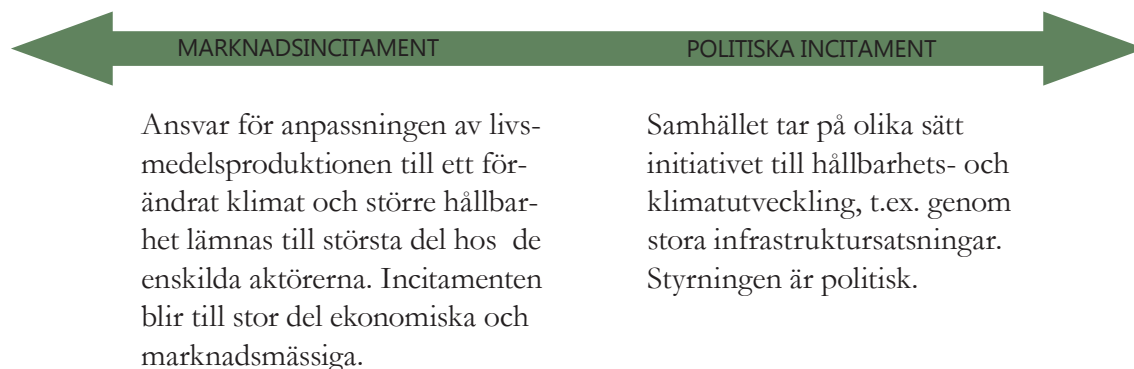 MARKNADSINCITAMENT
POLITISKA INCITAMENT
Ansvar för anpassningen av livs-
medelsproduktionen till ett för-
ändrat klimat och större hållbar-
het lämnas till största del hos  de
enskilda aktörerna. Incitamenten
blir till stor del ekonomiska och
marknadsmässiga.
Samhället tar på olika sätt
initiativet till hållbarhets- och
klimatutveckling, t.ex. genom
stora infrastruktursatsningar.
Styrningen är politisk.